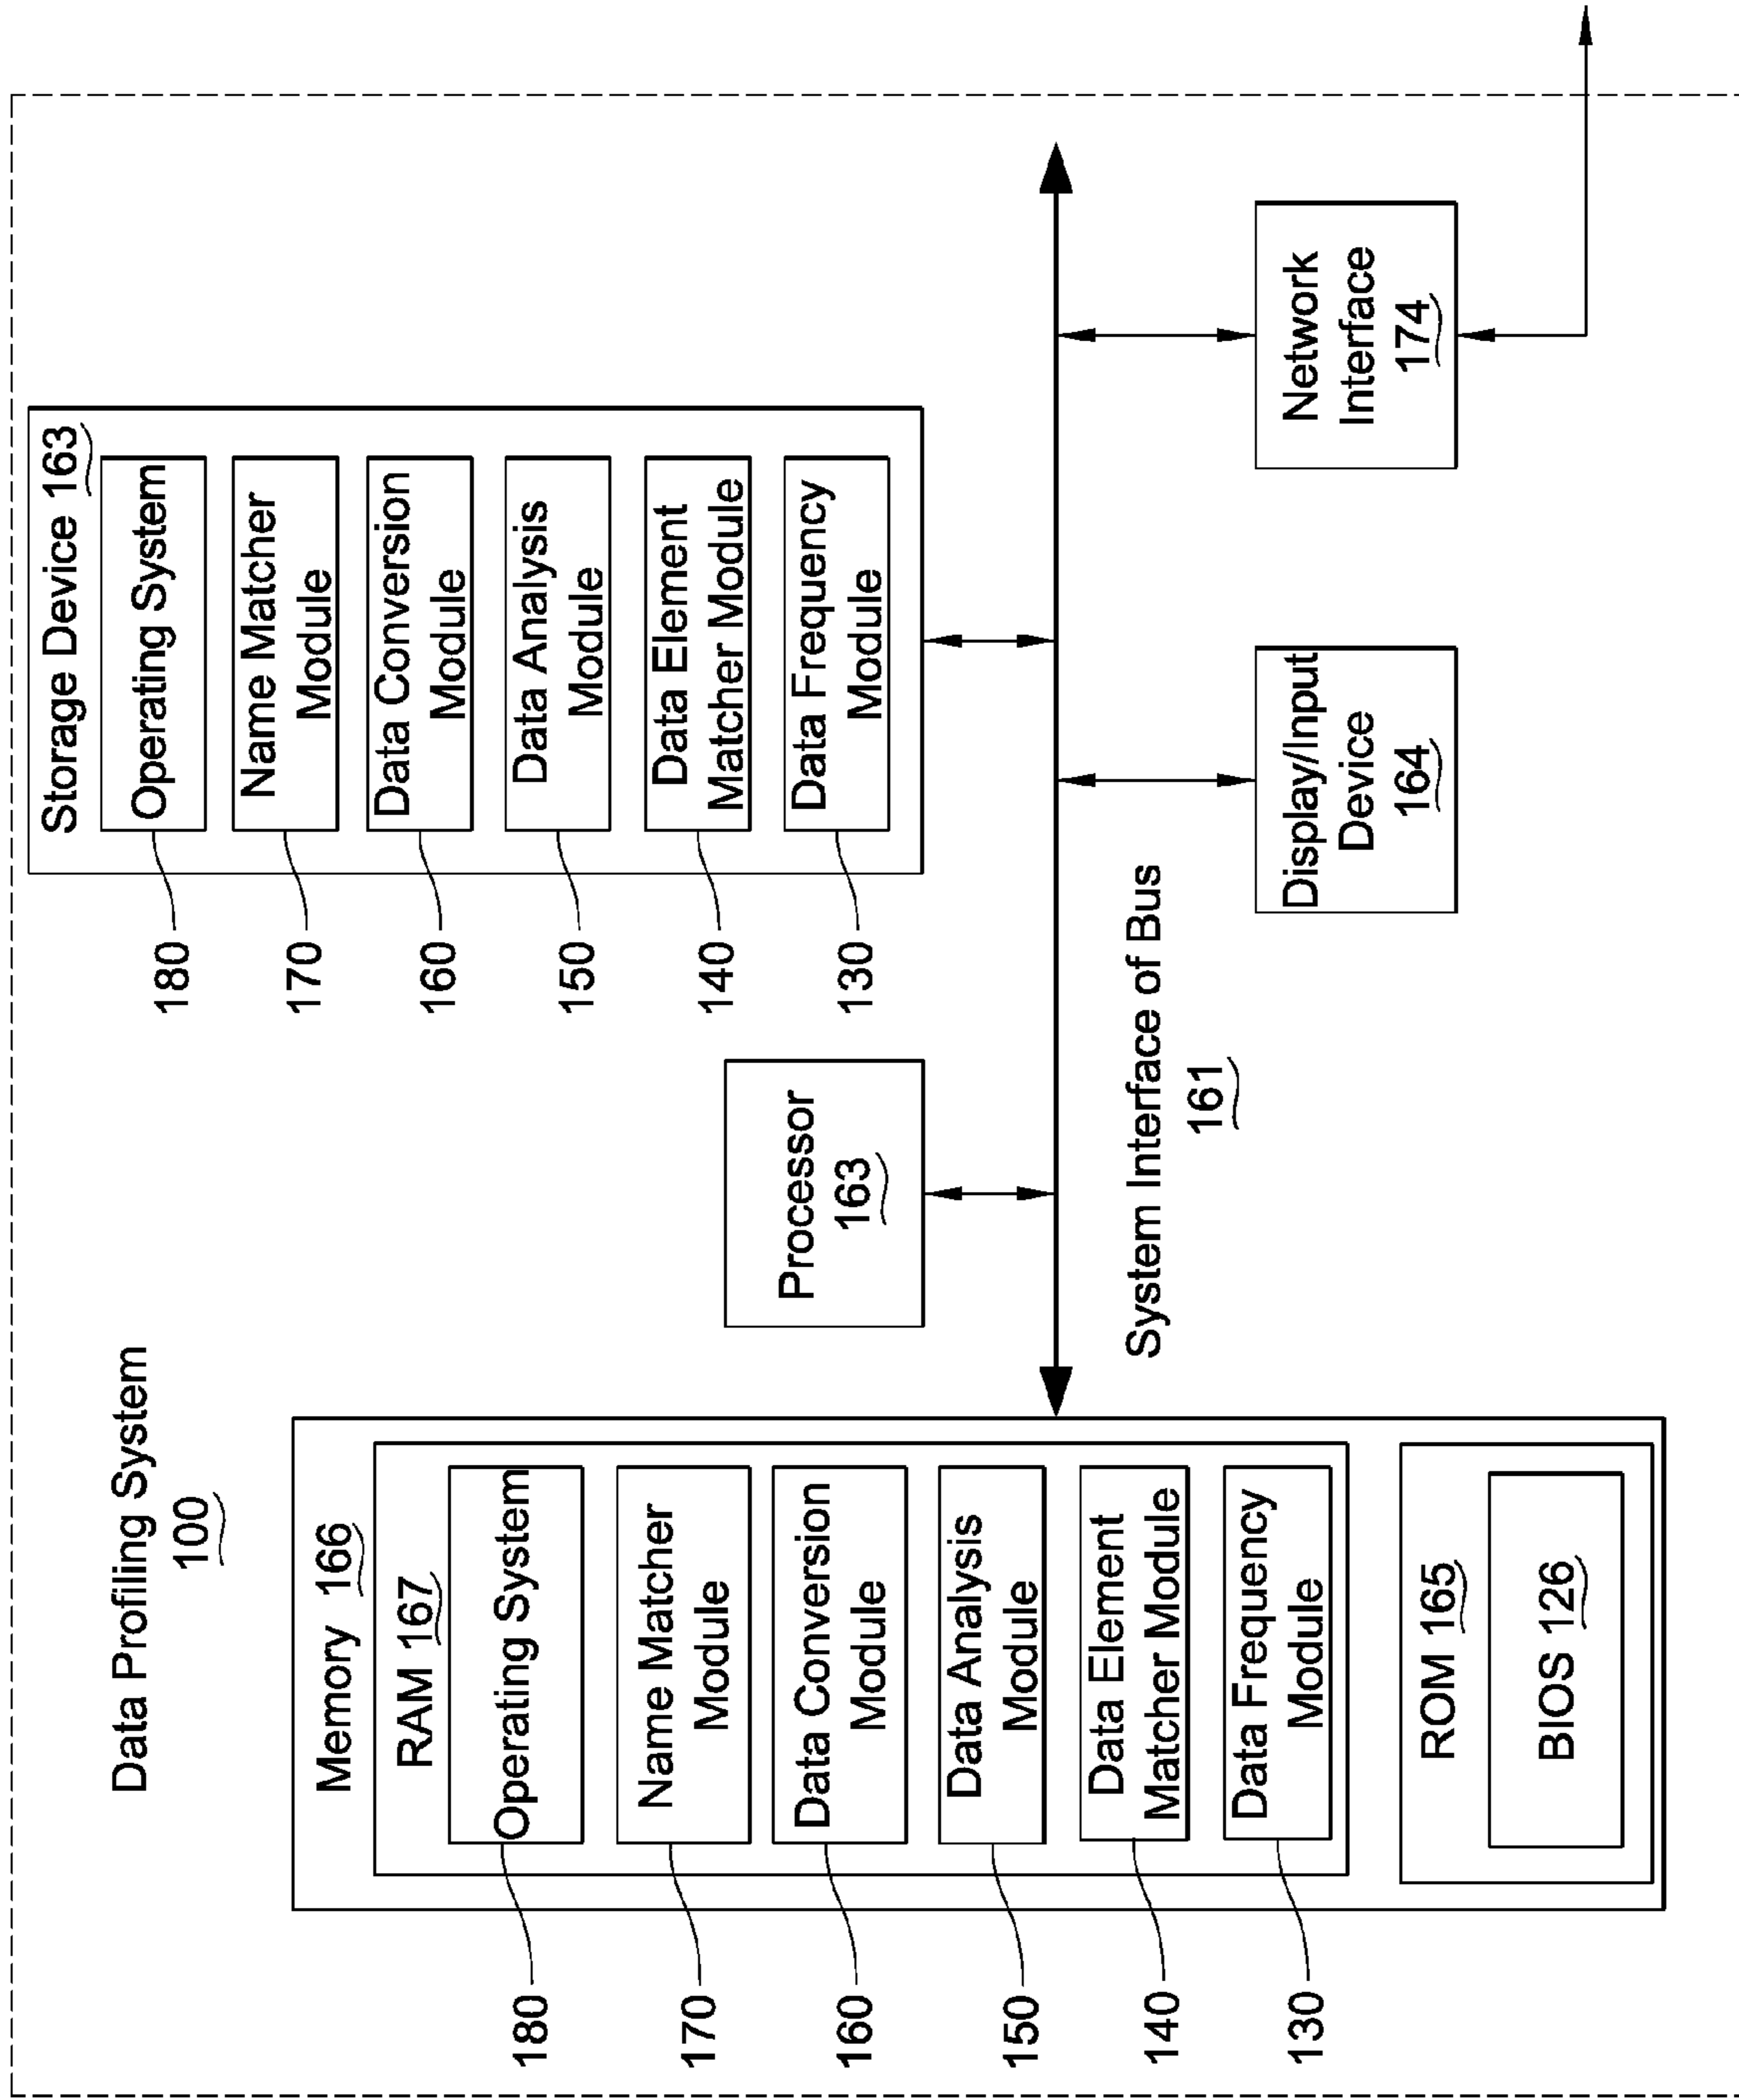 Data Profiling System
100
Memory 166
RAM 167
Operating System
180
Name Matcher
Module
170
Data Conversion
Module
160
Data Analysis
Module
150
Data Element
Matcher Module
140
Data Frequency
Module
130
ROM 165
BIOS 126
Processor
163
Storage Device 163
Operating System
180
Name Matcher
Module
170
Data Conversion
Module
160
Data Analysis
Module
150
Data Element
Matcher Module
140
Data Frequency
Module
130
System Interface of Bus
161
Display/Input
Device
164
Network
Interface
174